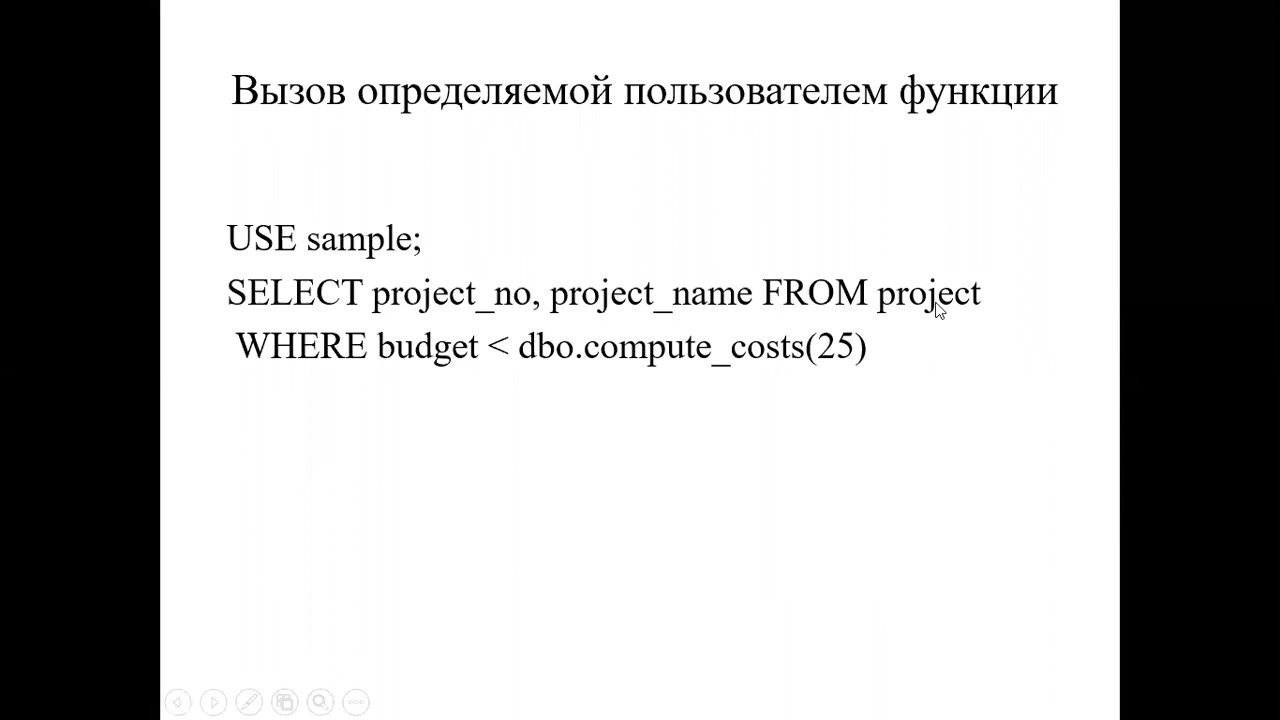 Вызов определяемой пользователем функции
USE sample;
SELECT project_no, project_name FROM project
WHERE budget < dbo.compute_costs(25)